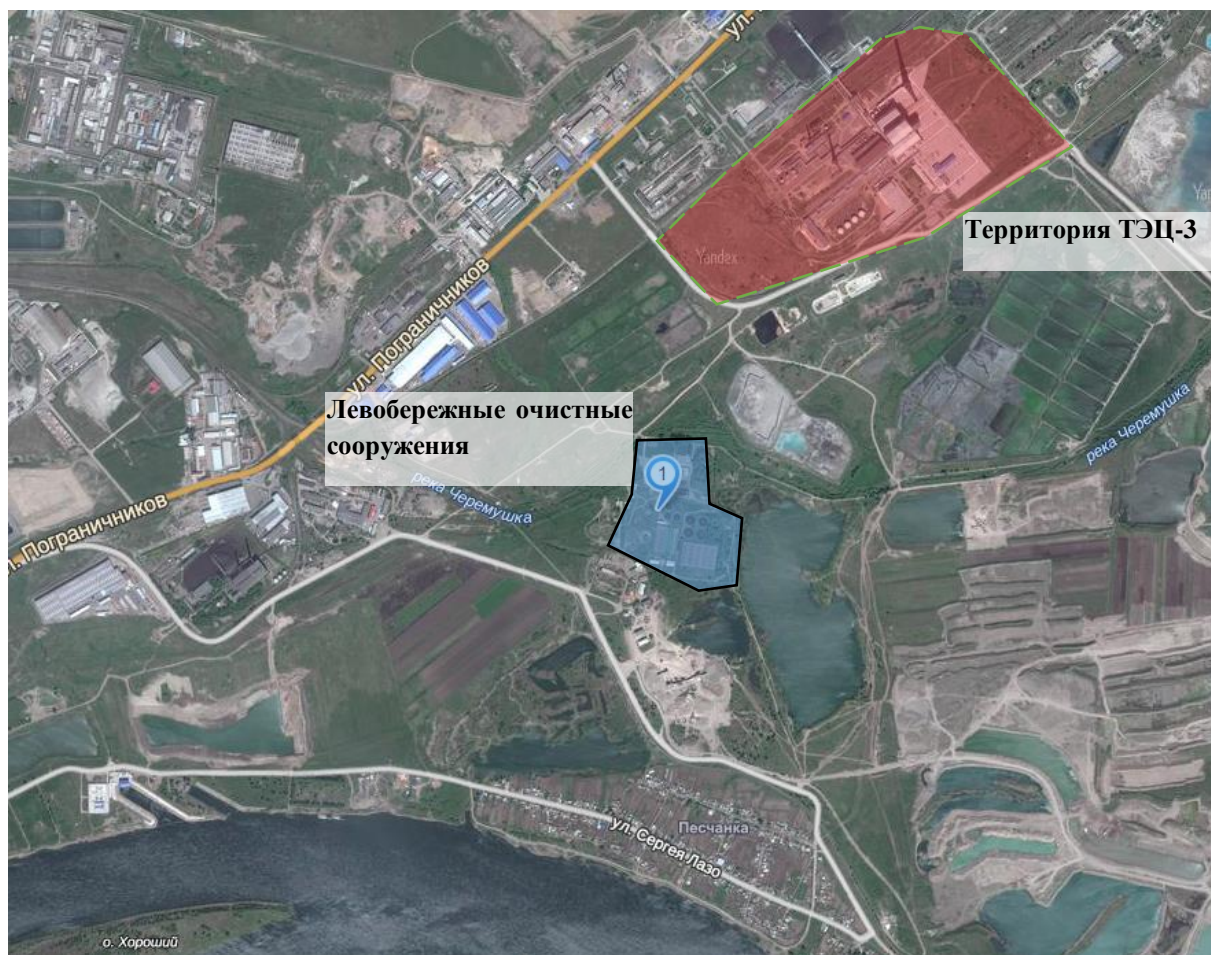 ул.
Yandex
Yan
Территория ТЭЦ-3
ул. Пограничников
река Черемушка
Левобережные очистные
сооружения
река Черемушка
1
л. Пограничников
Песчанка
ул. Сергея Лазо
о. Хороший